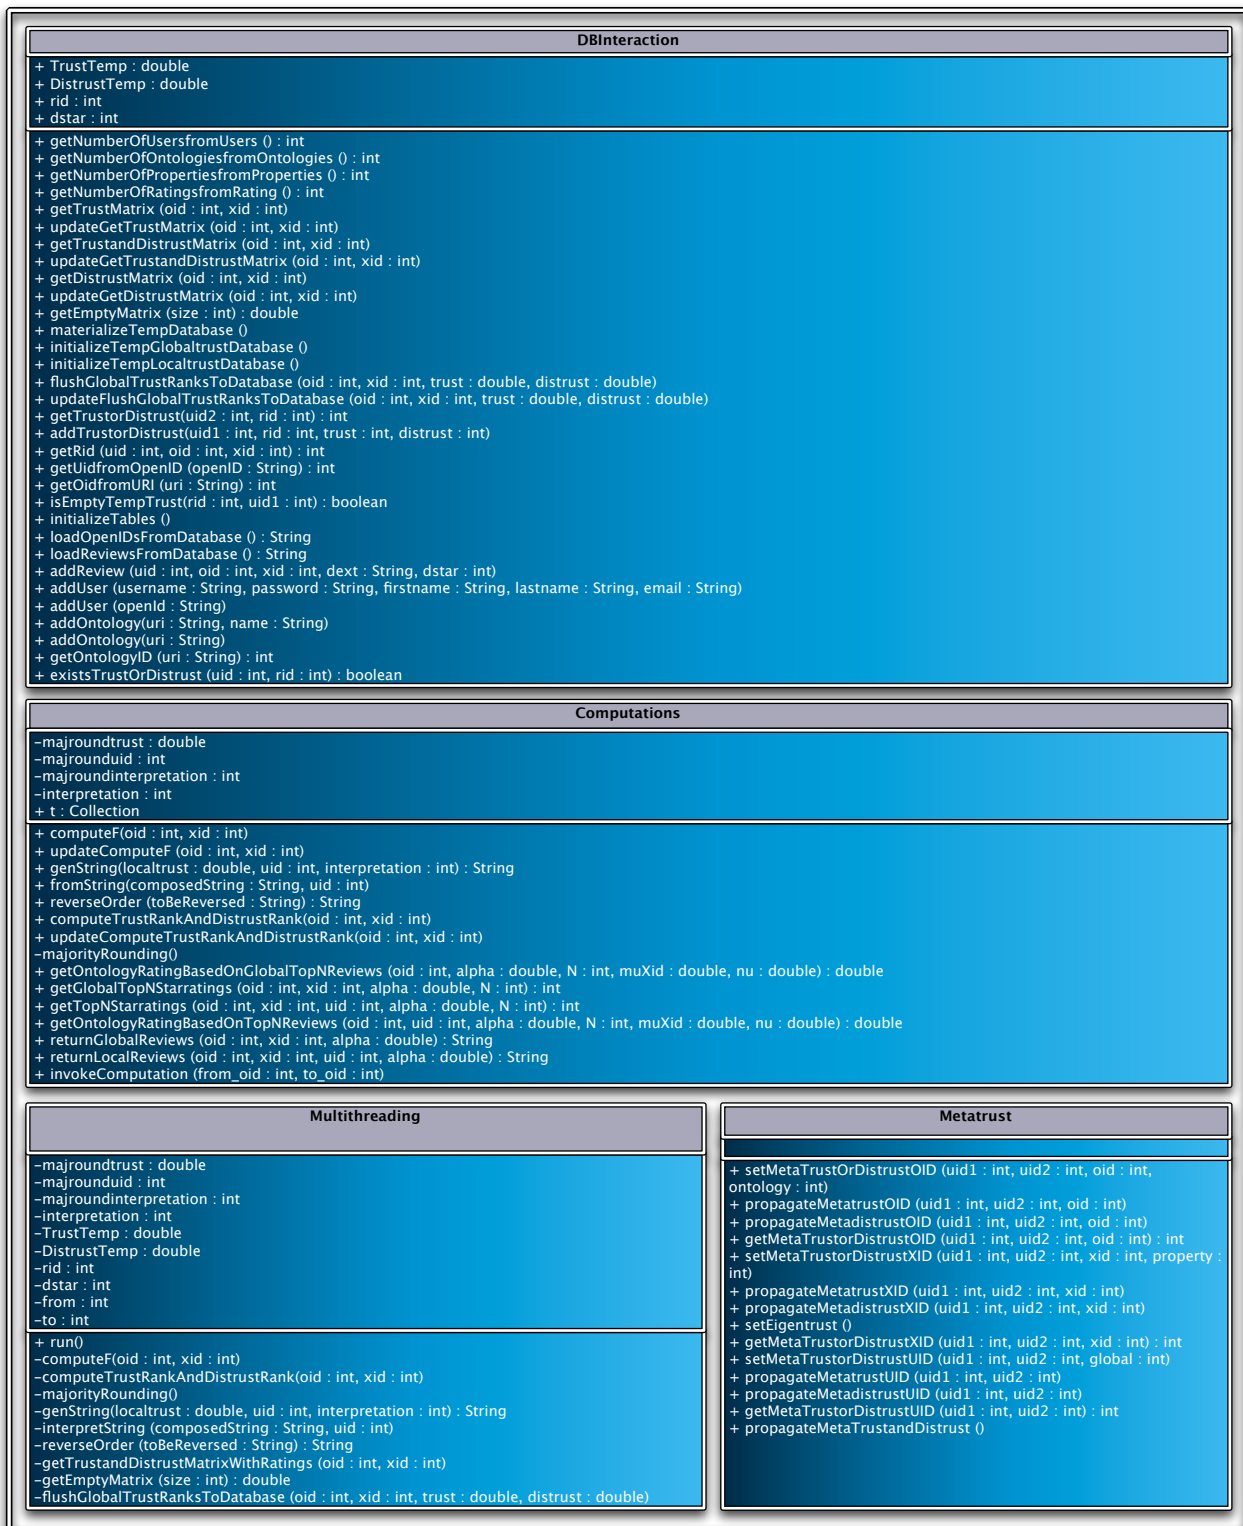 DBInteraction
+ TrustTemp : double
+ DistrustTemp : double
+ rid : int
+ dstar : int
+ getNumberOfUsersfromUsers () : int
+ getNumberOfOntologiesfromOntologies () : int
+ getNumberOfPropertiesfromProperties () : int
+ getNumberOfRatingsfromRating () : int
+ getTrustMatrix (oid : int, xid : int)
+ updateGetTrustMatrix (oid : int, xid : int)
+ getTrustandDistrustMatrix (oid : int, xid : int)
+ updateGetTrustandDistrustMatrix (oid : int, xid : int)
+ getDistrustMatrix (oid : int, xid : int)
+ updateGetDistrustMatrix (oid : int, xid : int)
+ getEmptyMatrix (size : int) : double
+ materializeTempDatabase ()
+ initializeTempGlobaltrustDatabase ()
+ initializeTempLocaltrustDatabase ()
+ flushGlobalTrustRanksToDatabase (oid : int, xid : int, trust : double, distrust : double)
+ updateFlushGlobalTrustRanksToDatabase (oid : int, xid : int, trust : double, distrust : double)
+ getTrustorDistrust(uid2 : int, rid : int) : int
+ addTrustorDistrust(uid1 : int, rid : int, trust : int, distrust : int)
+ getRid (uid : int, oid : int, xid : int) : int
+ getUidfromOpenID (openID : String) : int
+ getOidfromURI (uri : String) : int
+ isEmptyTempTrust(rid : int, uid1 : int) : boolean
+ initializeTables ()
+ loadOpenIDsFromDatabase () : String
+ loadReviewsFromDatabase () : String
+ addReview (uid : int, oid : int, xid : int, dext : String, dstar : int)
+ addUser (username : String, password : String, firstname : String, lastname : String, email : String)
+ addUser (openId : String)
+ addOntology(uri : String, name : String)
+ addOntology(uri : String)
+ getOntologyID (uri : String) : int
+ existsTrustOrDistrust (uid : int, rid : int) : boolean
Computations
-majroundtrust : double
-majrounduid : int
-majroundinterpretation : int
-interpretation : int
+ t : Collection
+ computeF(oid : int, xid : int)
+ updateComputeF (oid : int, xid : int)
+ genString(localtrust : double, uid : int, interpretation : int) : String
+ fromString(composedString : String, uid : int)
+ reverseOrder (toBeReversed : String) : String
+ computeTrustRankAndDistrustRank(oid : int, xid : int)
+ updateComputeTrustRankAndDistrustRank(oid : int, xid : int)
-majorityRounding()
+ getOntologyRatingBasedOnGlobalTopNReviews (oid : int, alpha : double, N : int, muXid : double, nu : double) : double
+ getGlobalTopNStarratings (oid : int, xid : int, alpha : double, N : int) : int
+ getTopNStarratings (oid : int, xid : int, uid : int, alpha : double, N : int) : int
+ getOntologyRatingBasedOnTopNReviews (oid : int, uid : int, alpha : double, N : int, muXid : double, nu : double) : double
+ returnGlobalReviews (oid : int, xid : int, alpha : double) : String
+ returnLocalReviews (oid : int, xid : int, uid : int, alpha : double) : String
+ invokeComputation (from_oid : int, to_oid : int)
Multithreading
-majroundtrust : double
-majrounduid : int
-majroundinterpretation : int
-interpretation : int
-TrustTemp : double
-DistrustTemp : double
-rid : int
-dstar : int
-from : int
-to : int
+ run()
-computeF(oid : int, xid : int)
-computeTrustRankAndDistrustRank(oid : int, xid : int)
-majorityRounding()
-genString(localtrust : double, uid : int, interpretation : int) : String
-interpretString (composedString : String, uid : int)
-reverseOrder (toBeReversed : String) : String
-getTrustandDistrustMatrixWithRatings (oid : int, xid : int)
-getEmptyMatrix (size : int) : double
-flushGlobalTrustRanksToDatabase (oid : int, xid : int, trust : double, distrust : double)
Metatrust
+ setMetaTrustOrDistrustOID (uid1 : int, uid2 : int, oid : int,
ontology : int)
+ propagateMetatrustOID (uid1 : int, uid2 : int, oid : int)
+ propagateMetadistrustOID (uid1 : int, uid2 : int, oid : int)
+ getMetaTrustorDistrustOID (uid1 : int, uid2 : int, oid : int) : int
+ setMetaTrustorDistrustXID (uid1 : int, uid2 : int, xid : int, property :
int)
+ propagateMetatrustXID (uid1 : int, uid2 : int, xid : int)
+ propagateMetadistrustXID (uid1 : int, uid2 : int, xid : int)
+ setEigentrust ()
+ getMetaTrustorDistrustXID (uid1 : int, uid2 : int, xid : int) : int
+ setMetaTrustorDistrustUID (uid1 : int, uid2 : int, global : int)
+ propagateMetatrustUID (uid1 : int, uid2 : int)
+ propagateMetadistrustUID (uid1 : int, uid2 : int)
+ getMetaTrustorDistrustUID (uid1 : int, uid2 : int) : int
+ propagateMetaTrustandDistrust ()